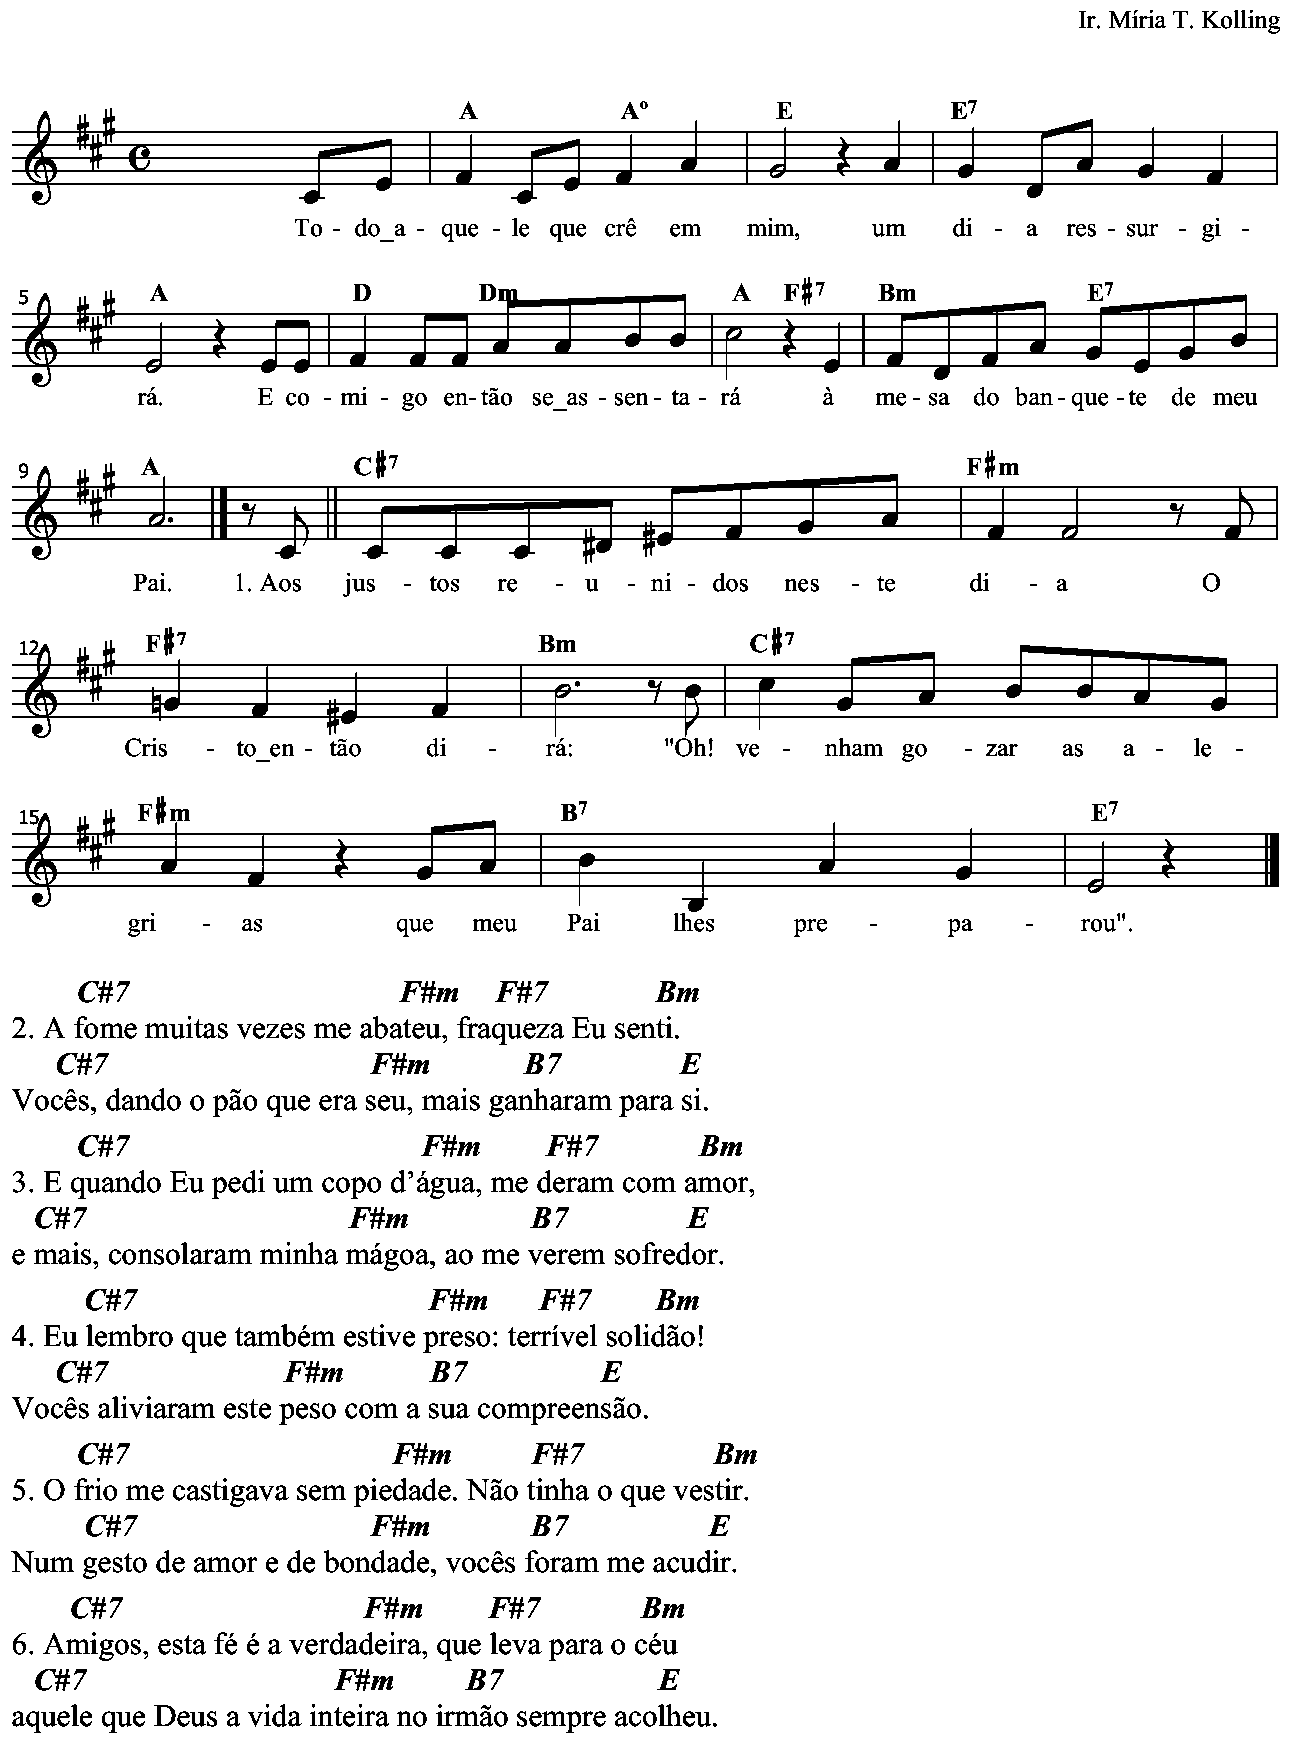 Ir. Míria T. Kolling
A Aº E E7
To - do_a - que - le que crê em mim, um di - a res - sur - gi -
5 A D Dm A F#7 Bm E7
rá. E co - mi - go en - tão se_as - sen - ta - rá à me - sa do ban - que - te de meu
9 A C#7 F#m
Pai. 1. Aos jus - tos re - u - ni - dos nes - te di - a O
12 F#7 Bm C#7
Cris - to_en - tão di - rá: "Oh! ve - nham go - zar as a - le -
15 F#m B7 E7
gri - as que meu Pai lhes pre - pa - rou".
C#7 F#m F#7 Bm
2. A fome muitas vezes me abateu, fraqueza Eu senti.
C#7 F#m B7 E
Vocês, dando o pão que era seu, mais ganharam para si.
C#7 F#m F#7 Bm
3. E quando Eu pedi um copo d’água, me deram com amor,
C#7 F#m B7 E
e mais, consolaram minha mágoa, ao me verem sofredor.
C#7 F#m F#7 Bm
4. Eu lembro que também estive preso: terrível solidão!
C#7 F#m B7 E
Vocês aliviaram este peso com a sua compreensão.
C#7 F#m F#7 Bm
5. O frio me castigava sem piedade. Não tinha o que vestir.
C#7 F#m B7 E
Num gesto de amor e de bondade, vocês foram me acudir.
C#7 F#m F#7 Bm
6. Amigos, esta fé é a verdadeira, que leva para o céu
C#7 F#m B7 E
aquele que Deus a vida inteira no irmão sempre acolheu.